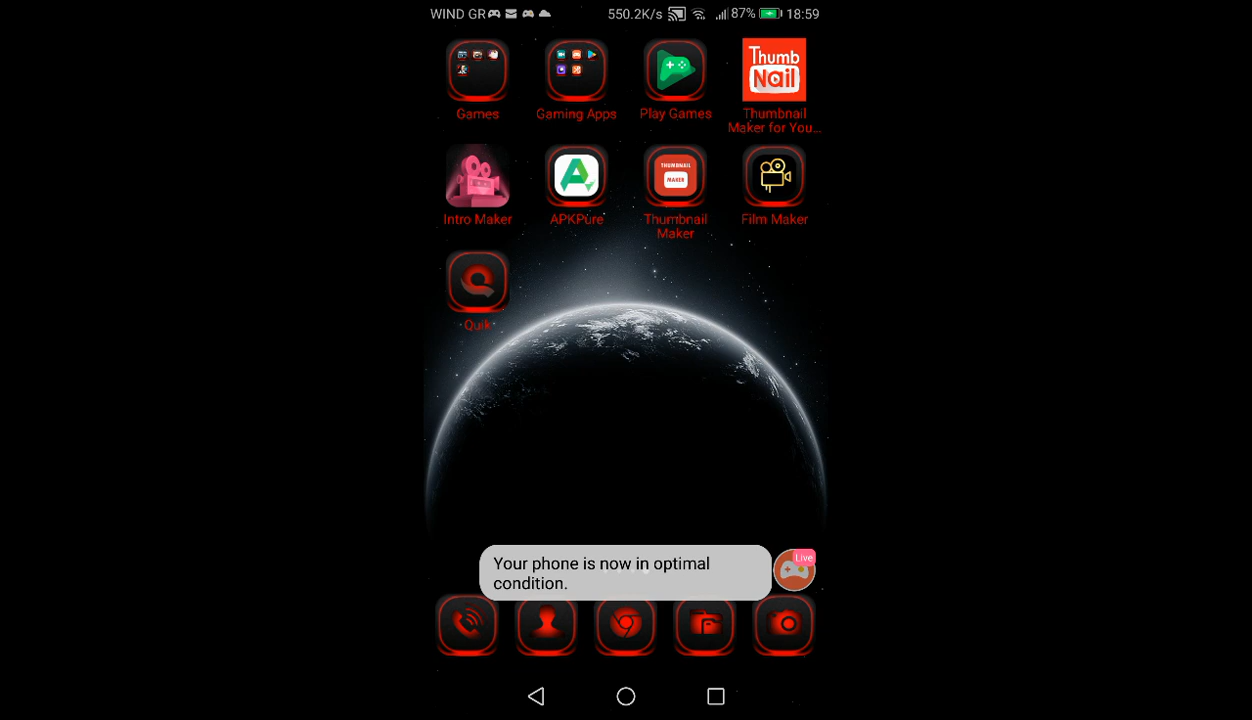 WIND GR 550.2K/s 87% 18:59
Thumb
Nail
Games Gaming Apps Play Games Thumbnail
Maker for You...
THUMBNAIL
MAKER
Intro Maker APKPure Thumbnail
Maker Film Maker
Quik
Live
Your phone is now in optimal
condition.